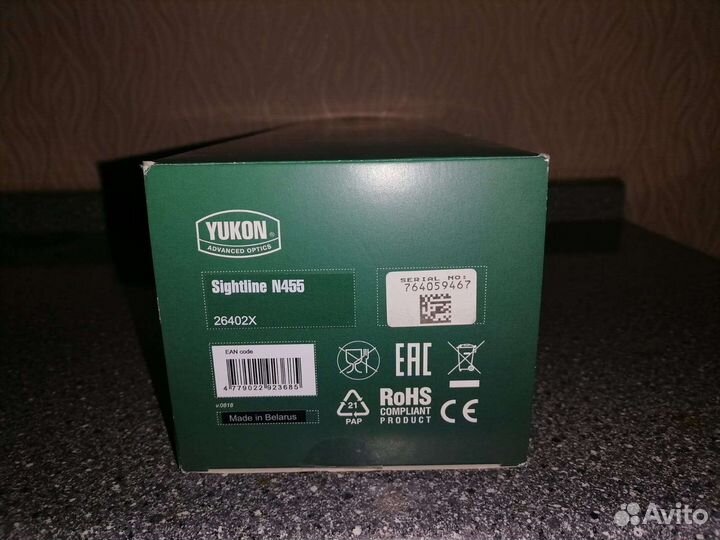 YUKON®
ADVANCED OPTICS
Sightline N455
26402X
SERIAL NO:
764059467
EAN code
4 779022 923685
v.0616
Made in Belarus
EAC
21
PAP
RoHS
COMPLIANT
PRODUCT
CE
Avito